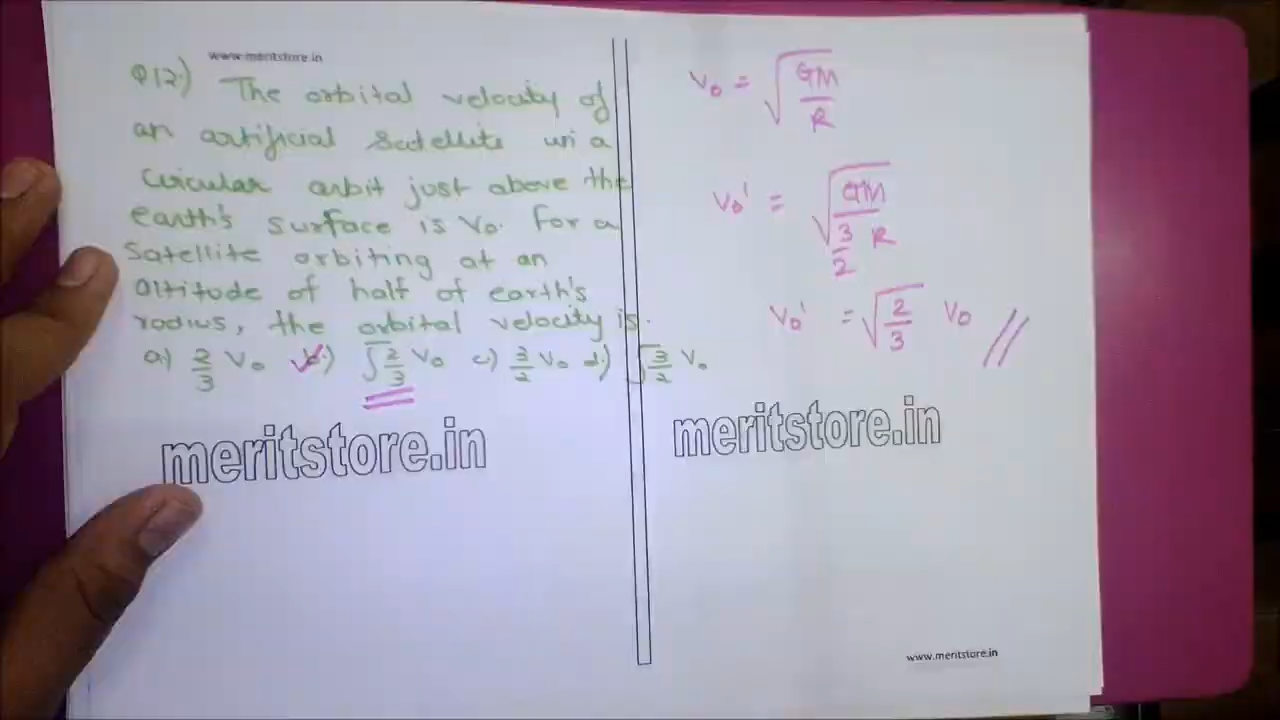 www.meritstore.in
Q12.) The orbital velocity of
an artificial satellite in a
circular orbit just above the
earth's surface is V₀. For a
satellite orbiting at an
altitude of half of earth's
radius, the orbital velocity is.
a.) 2/3 V₀ b.) √2/3 V₀ c.) 3/2 V₀ d.) √3/2 V₀
meritstore.in
V₀ = √GM/R
V₀' = √GM/3/2 R
V₀' = √2/3 V₀ //
meritstore.in
www.meritstore.in